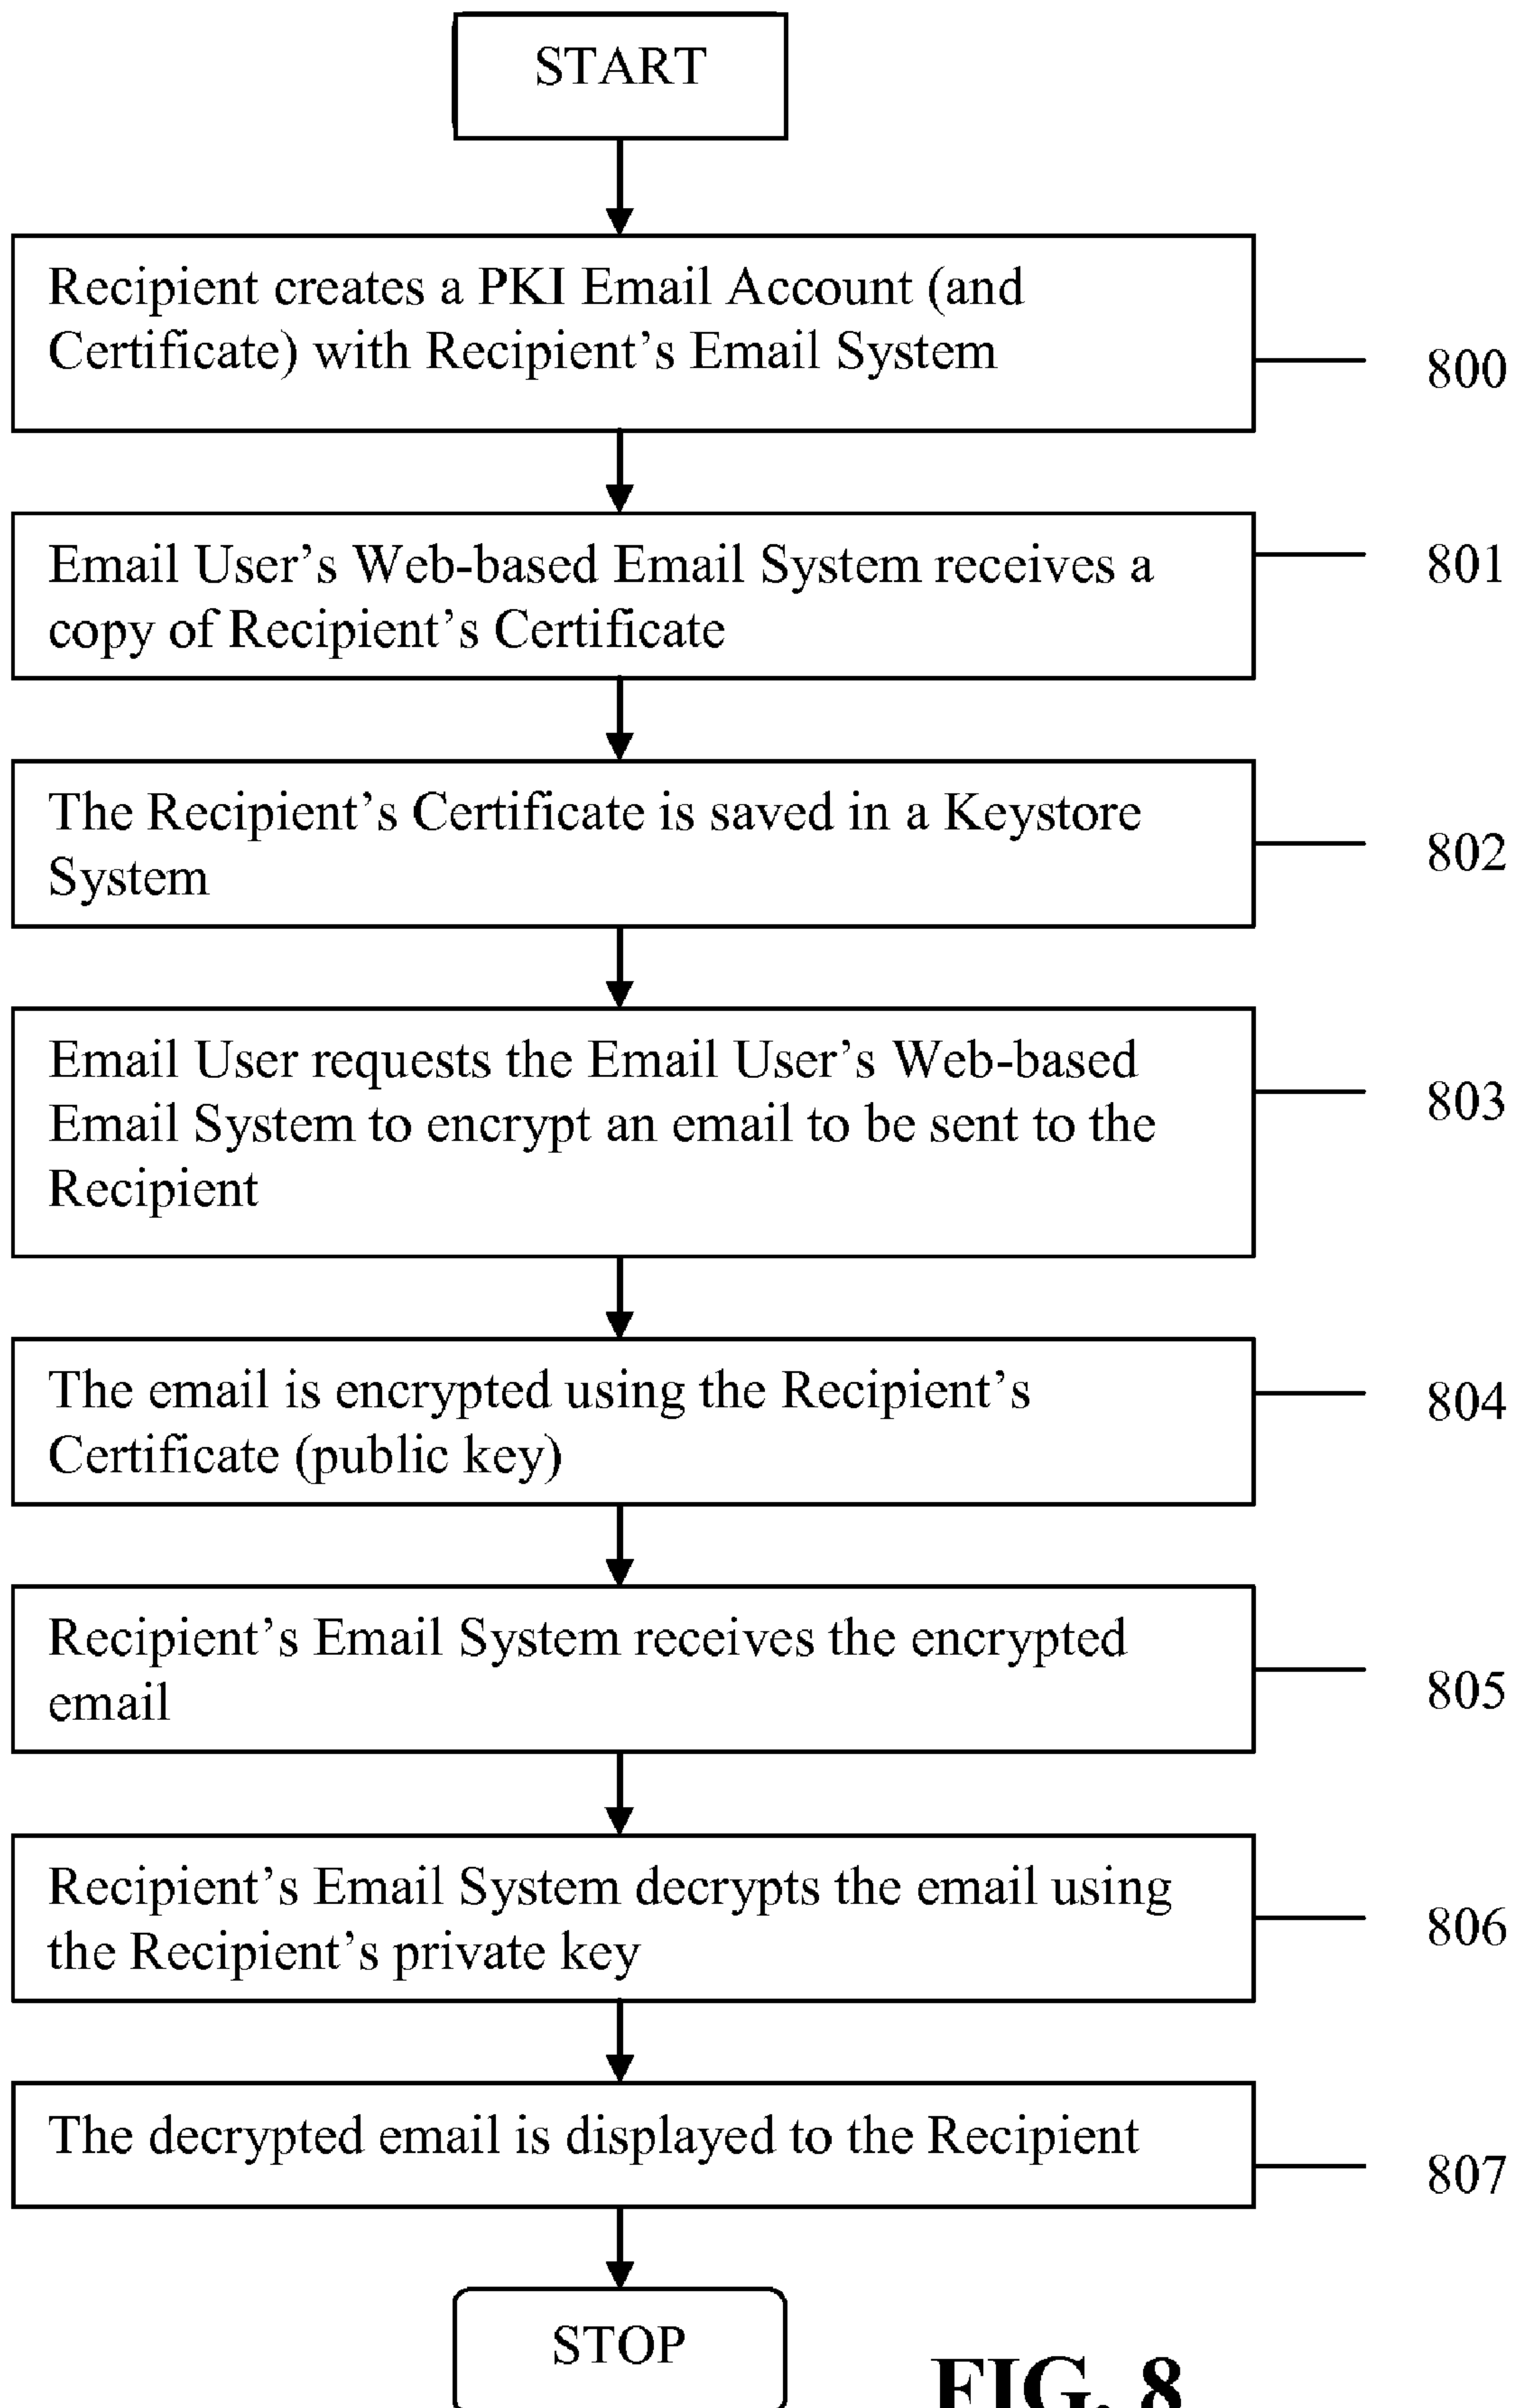 START
Recipient creates a PKI Email Account (and
Certificate) with Recipient’s Email System
800
Email User’s Web-based Email System receives a
copy of Recipient’s Certificate
801
The Recipient’s Certificate is saved in a Keystore
System
802
Email User requests the Email User’s Web-based
Email System to encrypt an email to be sent to the
Recipient
803
The email is encrypted using the Recipient’s
Certificate (public key)
804
Recipient’s Email System receives the encrypted
email
805
Recipient’s Email System decrypts the email using
the Recipient’s private key
806
The decrypted email is displayed to the Recipient
807
STOP
FIG. 8